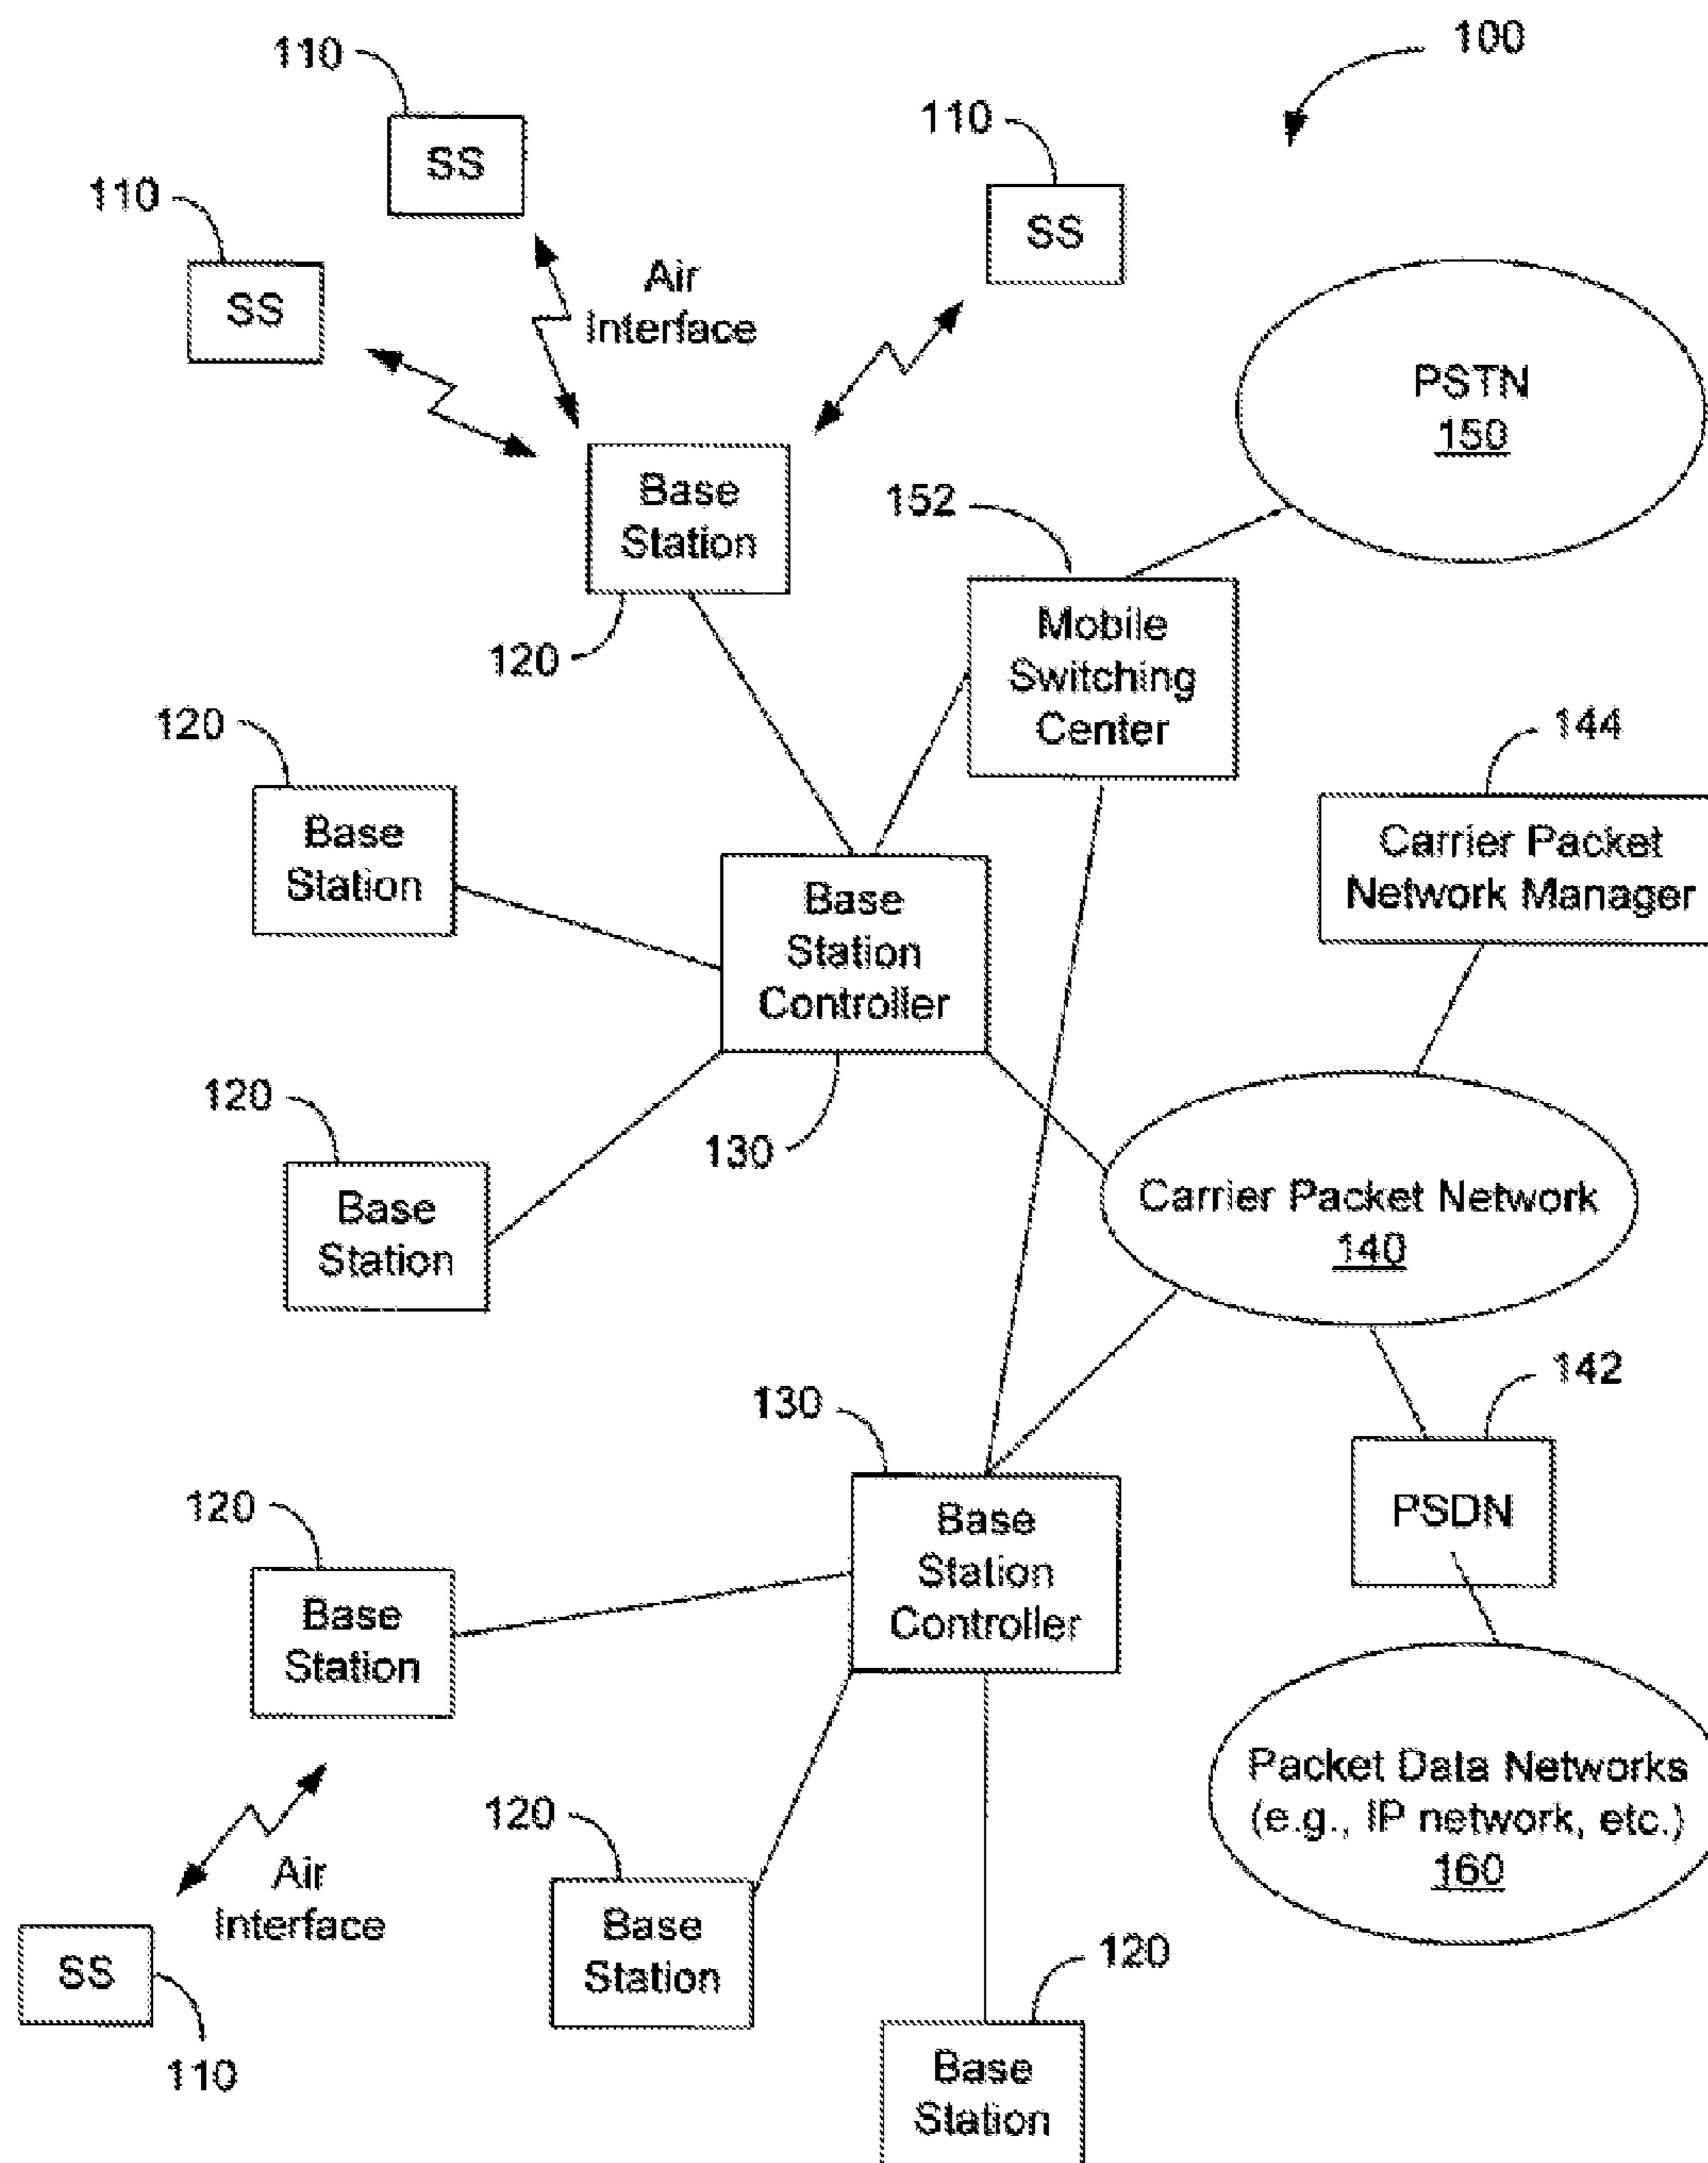 100
110
SS
110
SS
110
SS
Air
Interface
PSTN
150
Base
Station
120
152
Mobile
Switching
Center
120
Base
Station
144
Carrier Packet
Network Manager
Base
Station
Controller
130
120
Base
Station
Carrier Packet Network
140
142
PSDN
130
Base
Station
Controller
120
Base
Station
Packet Data Networks
(e.g., IP network, etc.)
160
Air
Interface
SS
110
120
Base
Station
120
Base
Station